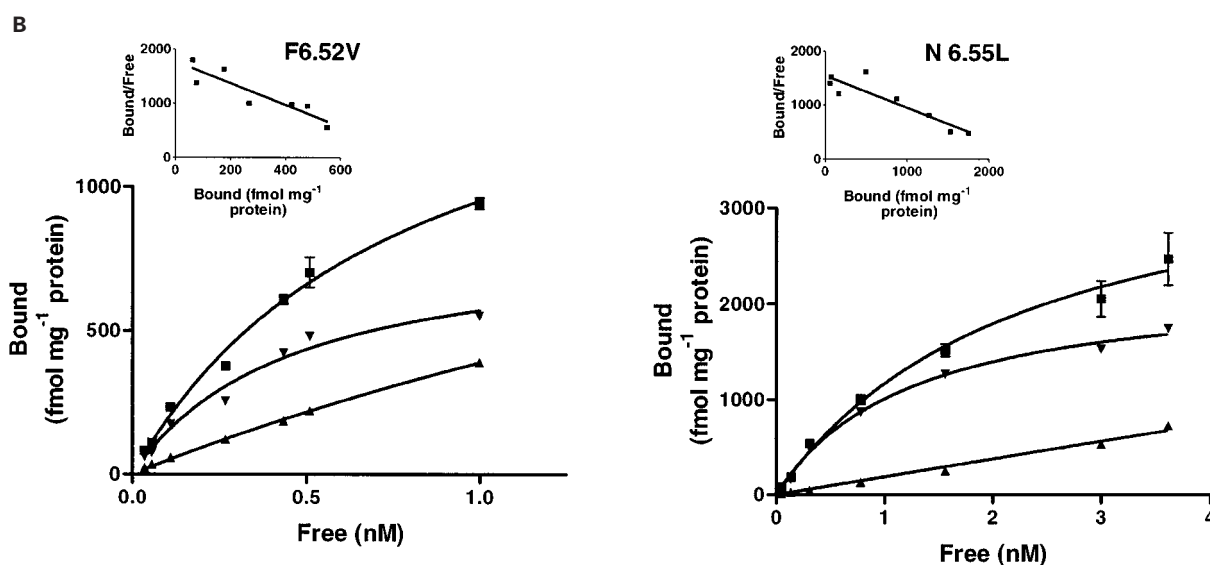 B
F6.52V
2000
1000
0
Bound/Free
0 200 400 600
Bound (fmol mg⁻¹
protein)
1000
500
0
Bound
(fmol mg⁻¹ protein)
0.0 0.5 1.0
Free (nM)
N 6.55L
2000
1000
0
Bound/Free
0 1000 2000
Bound (fmol mg⁻¹
protein)
3000
2000
1000
0
Bound
(fmol mg⁻¹ protein)
0 1 2 3 4
Free (nM)